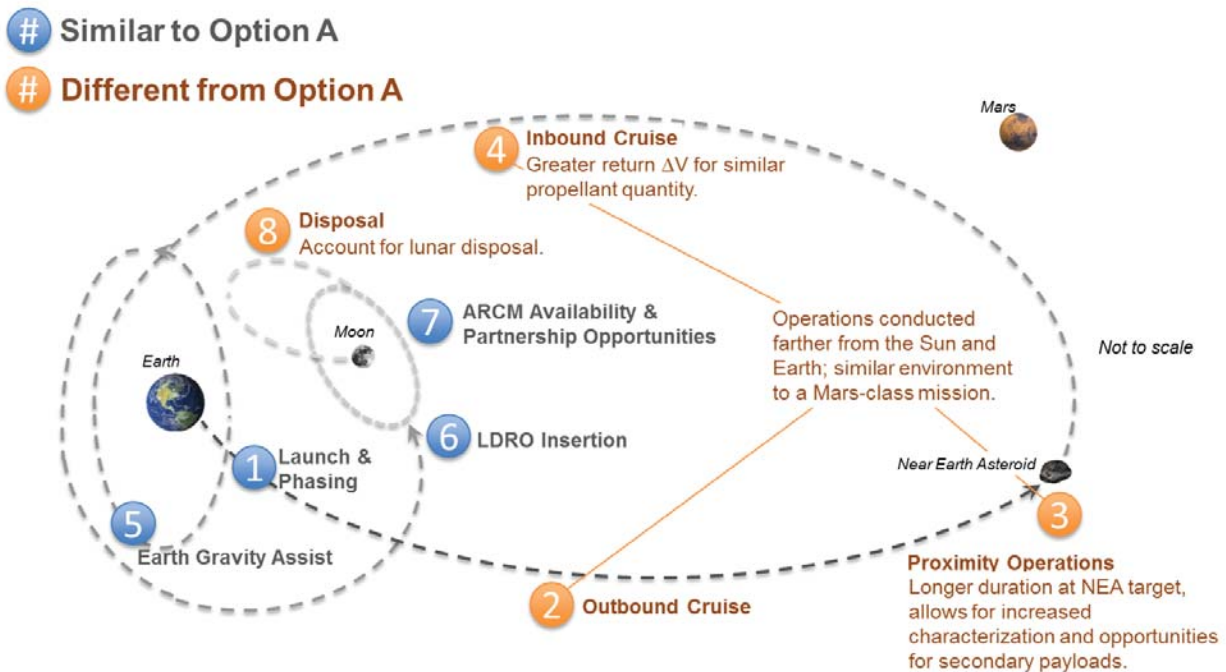 # Similar to Option A
# Different from Option A
Mars
4 Inbound Cruise
Greater return ΔV for similar
propellant quantity.
8 Disposal
Account for lunar disposal.
7 ARCM Availability &
Partnership Opportunities
Moon
Earth
Operations conducted
farther from the Sun and
Earth; similar environment
to a Mars-class mission.
Not to scale
6 LDRO Insertion
1 Launch &
Phasing
Near Earth Asteroid
5
Earth Gravity Assist
3
Proximity Operations
Longer duration at NEA target,
allows for increased
characterization and opportunities
for secondary payloads.
2 Outbound Cruise